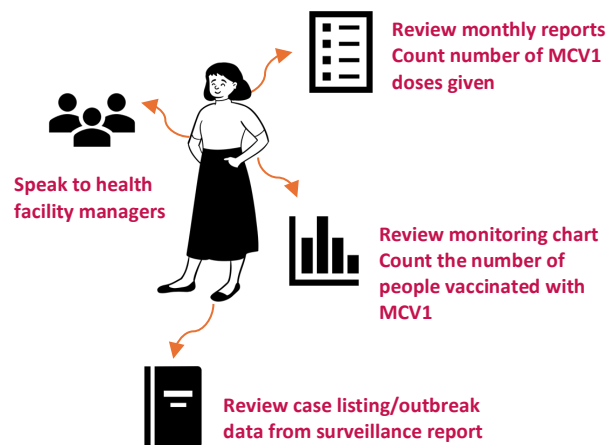 Review monthly reports
Count number of MCV1
doses given
Speak to health
facility managers
Review monitoring chart
Count the number of
people vaccinated with
MCV1
Review case listing/outbreak
data from surveillance report